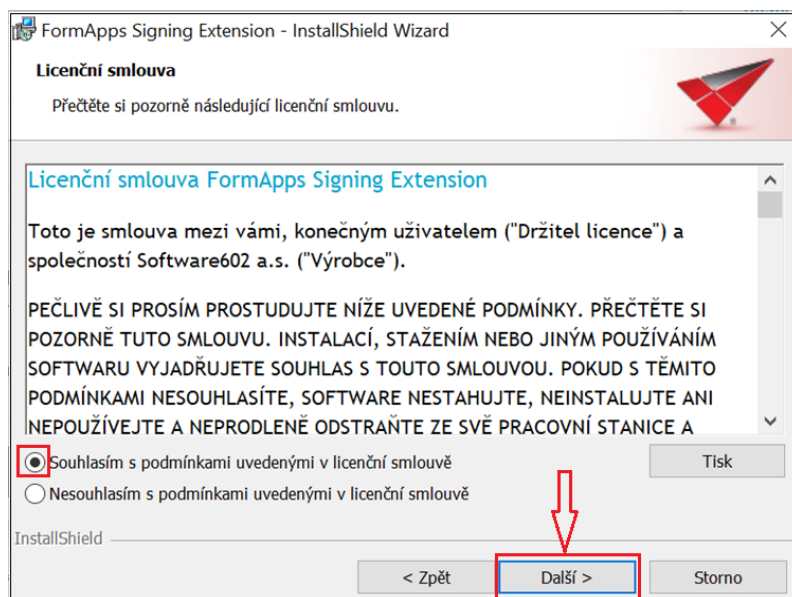 FormApps Signing Extension - InstallShield Wizard
Licenční smlouva
Přečtěte si pozorně následující licenční smlouvu.
Licenční smlouva FormApps Signing Extension
Toto je smlouva mezi vámi, konečným uživatelem ("Držitel licence") a
společností Software602 a.s. ("Výrobce").
PEČLIVĚ SI PROSÍM PROSTUDUJTE NÍŽE UVEDENÉ PODMÍNKY. PŘEČTĚTE SI
POZORNĚ TUTO SMLOUVU. INSTALACÍ, STAŽENÍM NEBO JINÝM POUŽÍVÁNÍM
SOFTWARU VYJADŘUJETE SOUHLAS S TOUTO SMLOUVOU. POKUD S TĚMITO
PODMÍNKAMI NESOUHLASÍTE, SOFTWARE NESTAHUJTE, NEINSTALUJTE ANI
NEPOUŽÍVEJTE A NEPRODLENĚ ODSTRAŇTE ZE SVÉ PRACOVNÍ STANICE A
Souhlasím s podmínkami uvedenými v licenční smlouvě
Tisk
Nesouhlasím s podmínkami uvedenými v licenční smlouvě
InstallShield
< Zpět
Další >
Storno